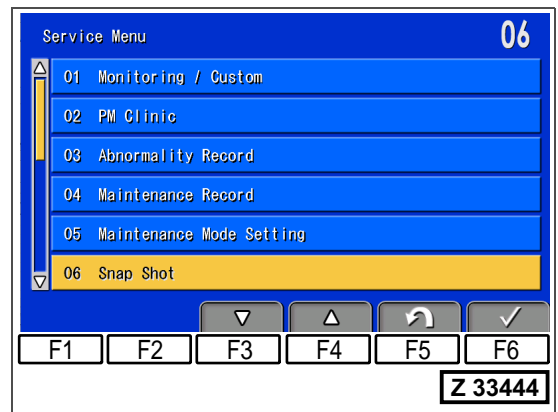 Service Menu 06
01 Monitoring / Custom
02 PM Clinic
03 Abnormality Record
04 Maintenance Record
05 Maintenance Mode Setting
06 Snap Shot
F1 F2 F3 F4 F5 F6
Z 33444